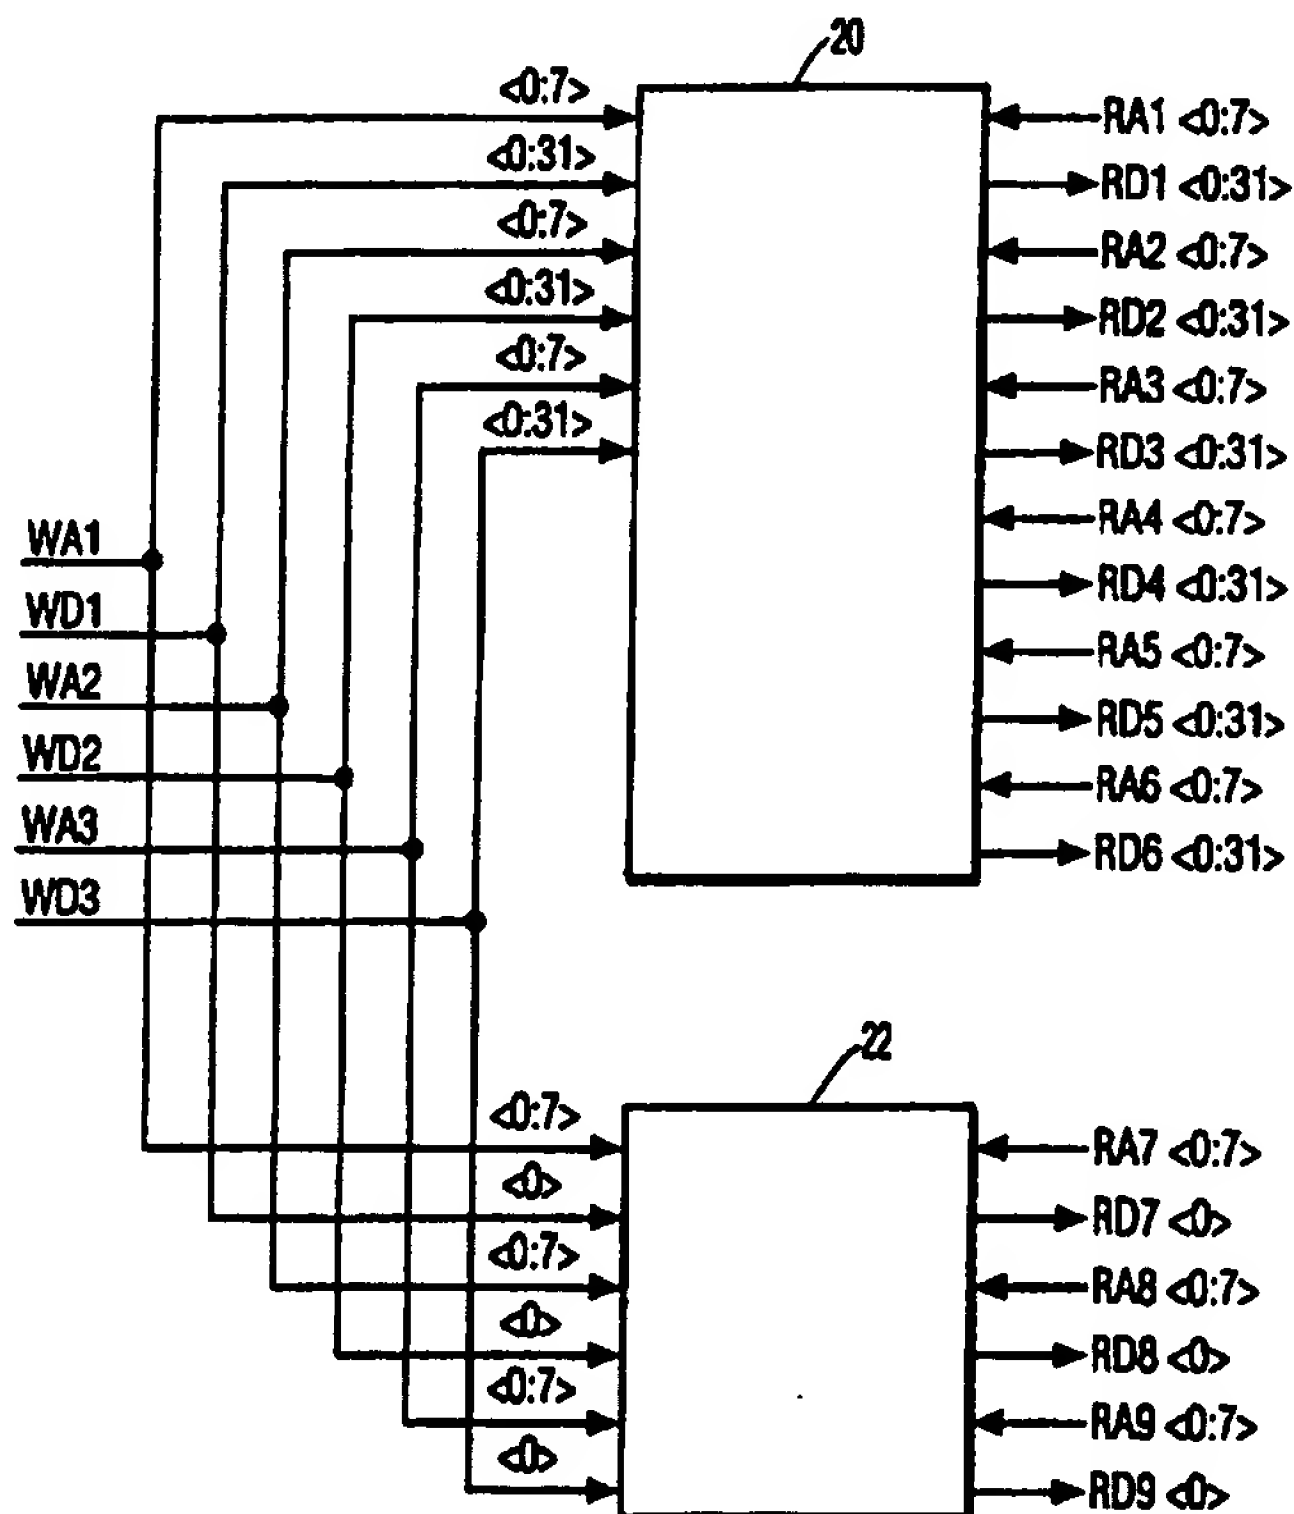 20
<0:7>
RA1 <0:7>
<0:31>
RD1 <0:31>
<0:7>
RA2 <0:7>
<0:31>
RD2 <0:31>
<0:7>
RA3 <0:7>
<0:31>
RD3 <0:31>
RA4 <0:7>
WA1
RD4 <0:31>
WD1
RA5 <0:7>
WA2
RD5 <0:31>
WD2
RA6 <0:7>
WA3
RD6 <0:31>
WD3
22
<0:7>
RA7 <0:7>
<0>
RD7 <0>
<0:7>
RA8 <0:7>
<0>
RD8 <0>
<0:7>
RA9 <0:7>
<0>
RD9 <0>